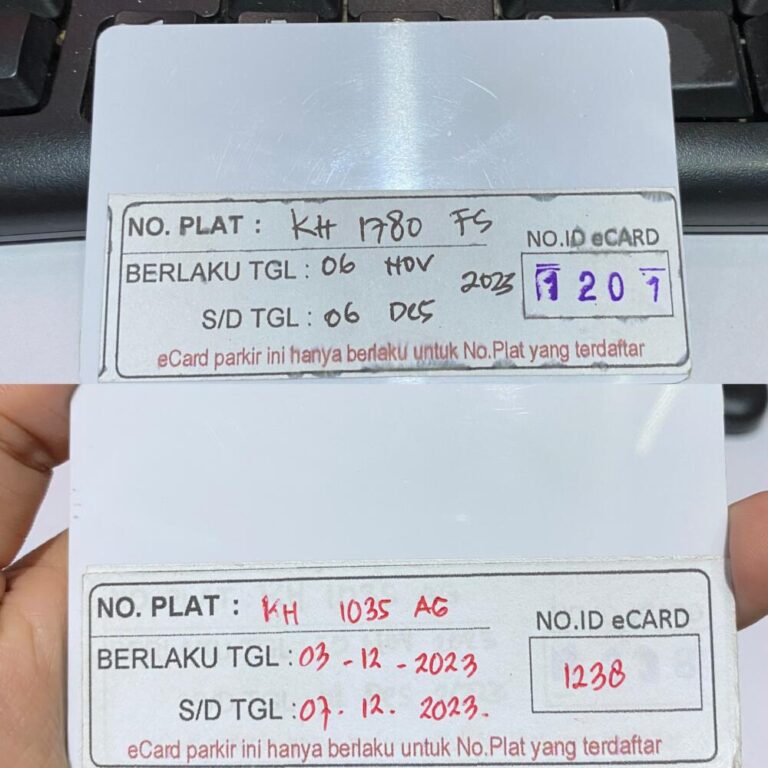 NO. PLAT : KH 1780 FS
BERLAKU TGL : 06 NOV 2023
S/D TGL : 06 DES
NO.ID eCARD
1201
eCard parkir ini hanya berlaku untuk No.Plat yang terdaftar
NO. PLAT : KH 1035 AG
BERLAKU TGL : 03 - 12 - 2023
S/D TGL : 07. 12. 2023.
NO.ID eCARD
1238
eCard parkir ini hanya berlaku untuk No.Plat yang terdaftar